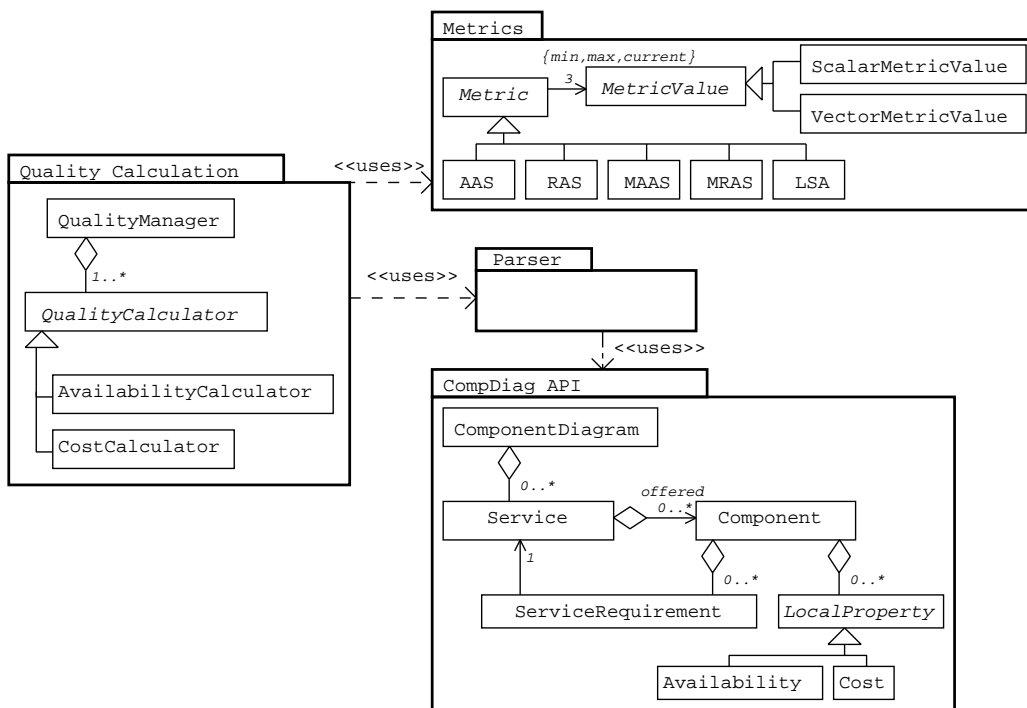 Metrics
{min,max,current}
3
Metric
MetricValue
ScalarMetricValue
VectorMetricValue
AAS
RAS
MAAS
MRAS
LSA
<<uses>>
Quality Calculation
QualityManager
1..*
QualityCalculator
AvailabilityCalculator
CostCalculator
<<uses>>
Parser
<<uses>>
CompDiag API
ComponentDiagram
0..*
Service
offered
0..*
Component
1
0..*
0..*
ServiceRequirement
LocalProperty
Availability
Cost